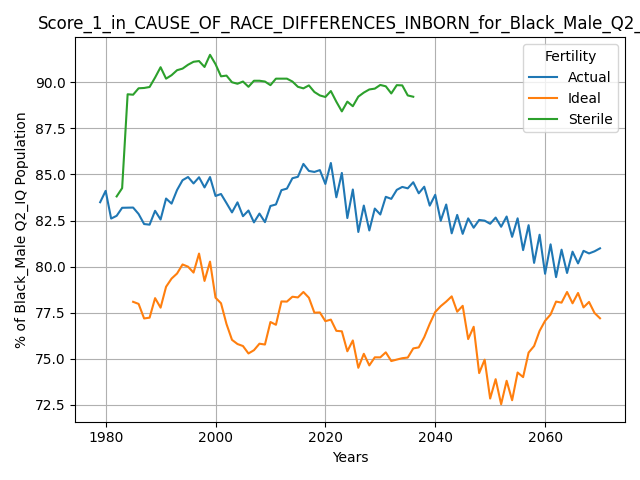 Score_1_in_CAUSE_OF_RACE_DIFFERENCES_INBORN_for_Black_Male_Q2_
Fertility
Actual
Ideal
Sterile
90.0
87.5
85.0
82.5
80.0
77.5
75.0
72.5
% of Black_Male Q2_IQ Population
1980 2000 2020 2040 2060
Years